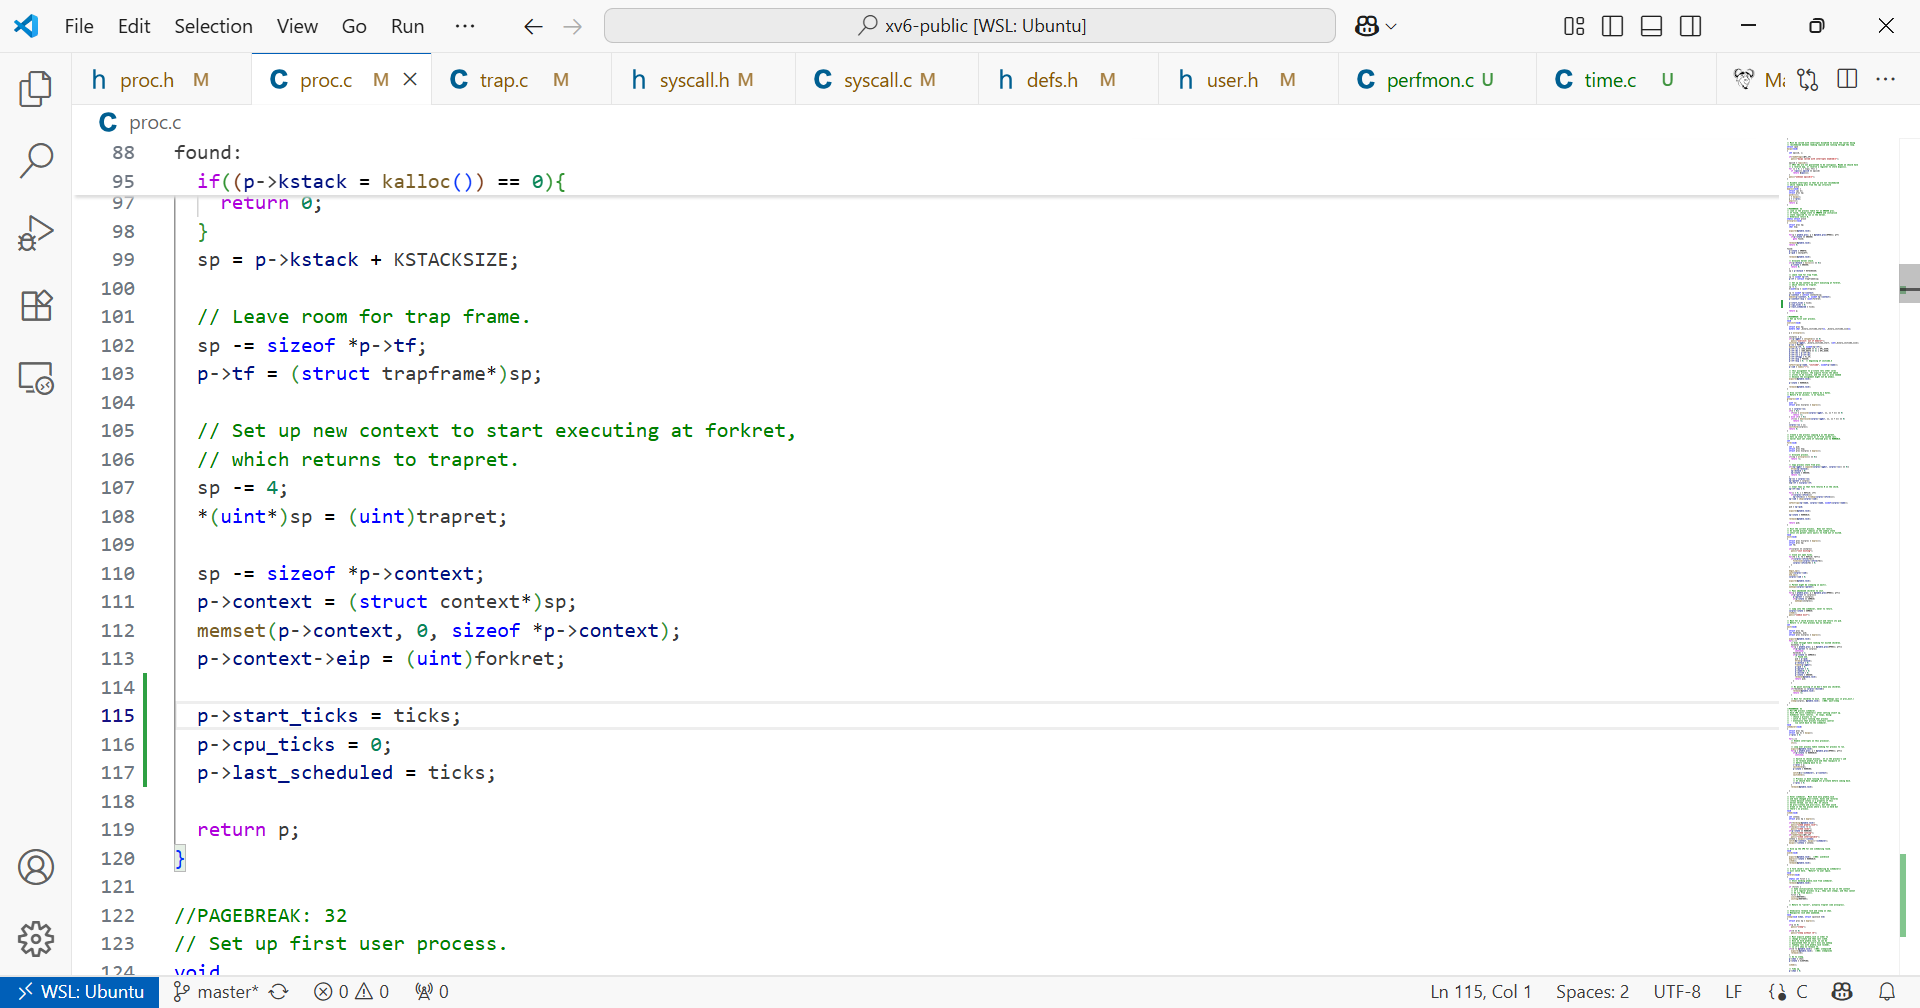 File Edit Selection View Go Run ··· xv6-public [WSL: Ubuntu]
h proc.h M C proc.c M C trap.c M h syscall.h M C syscall.c M h defs.h M h user.h M C perfmon.c U C time.c U Ma
C proc.c
88 found:
95 if((p->kstack = kalloc()) == 0){
97 return 0;
98 }
99 sp = p->kstack + KSTACKSIZE;
100
101 // Leave room for trap frame.
102 sp -= sizeof *p->tf;
103 p->tf = (struct trapframe*)sp;
104
105 // Set up new context to start executing at forkret,
106 // which returns to trapret.
107 sp -= 4;
108 *(uint*)sp = (uint)trapret;
109
110 sp -= sizeof *p->context;
111 p->context = (struct context*)sp;
112 memset(p->context, 0, sizeof *p->context);
113 p->context->eip = (uint)forkret;
114
115 p->start_ticks = ticks;
116 p->cpu_ticks = 0;
117 p->last_scheduled = ticks;
118
119 return p;
120 }
121
122 //PAGEBREAK: 32
123 // Set up first user process.
124 void
WSL: Ubuntu master* 0 0 0 Ln 115, Col 1 Spaces: 2 UTF-8 LF {} C